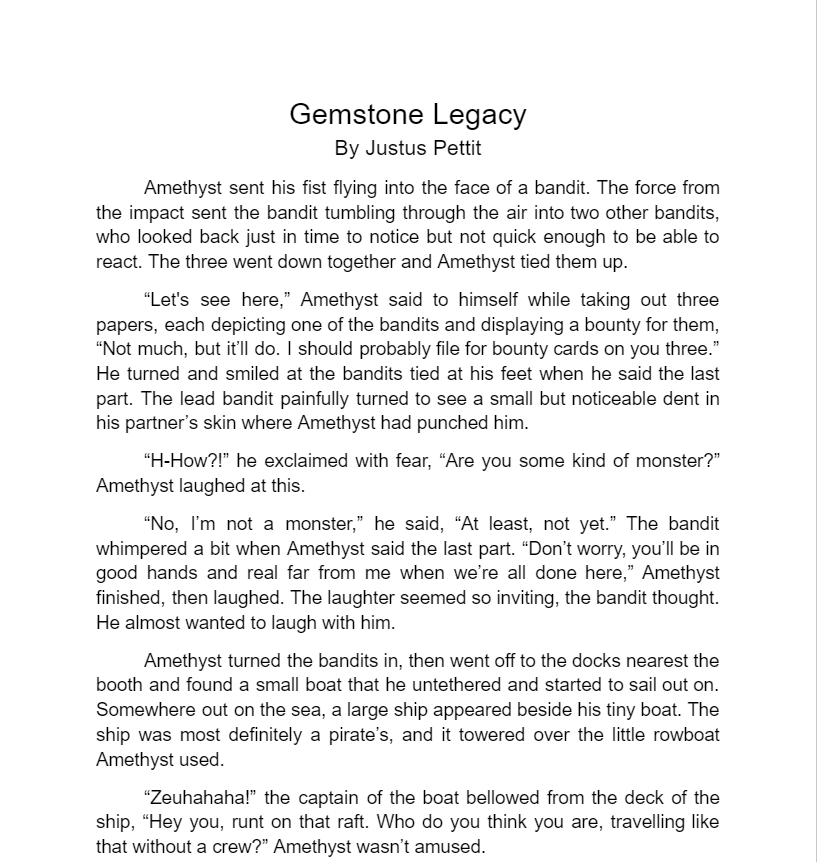 Gemstone Legacy
By Justus Pettit
Amethyst sent his fist flying into the face of a bandit. The force from
the impact sent the bandit tumbling through the air into two other bandits,
who looked back just in time to notice but not quick enough to be able to
react. The three went down together and Amethyst tied them up.
“Let's see here,” Amethyst said to himself while taking out three
papers, each depicting one of the bandits and displaying a bounty for them,
“Not much, but it’ll do. I should probably file for bounty cards on you three.”
He turned and smiled at the bandits tied at his feet when he said the last
part. The lead bandit painfully turned to see a small but noticeable dent in
his partner’s skin where Amethyst had punched him.
“H-How?!” he exclaimed with fear, “Are you some kind of monster?”
Amethyst laughed at this.
“No, I’m not a monster,” he said, “At least, not yet.” The bandit
whimpered a bit when Amethyst said the last part. “Don’t worry, you’ll be in
good hands and real far from me when we’re all done here,” Amethyst
finished, then laughed. The laughter seemed so inviting, the bandit thought.
He almost wanted to laugh with him.
Amethyst turned the bandits in, then went off to the docks nearest the
booth and found a small boat that he untethered and started to sail out on.
Somewhere out on the sea, a large ship appeared beside his tiny boat. The
ship was most definitely a pirate’s, and it towered over the little rowboat
Amethyst used.
“Zeuhahaha!” the captain of the boat bellowed from the deck of the
ship, “Hey you, runt on that raft. Who do you think you are, travelling like
that without a crew?” Amethyst wasn’t amused.